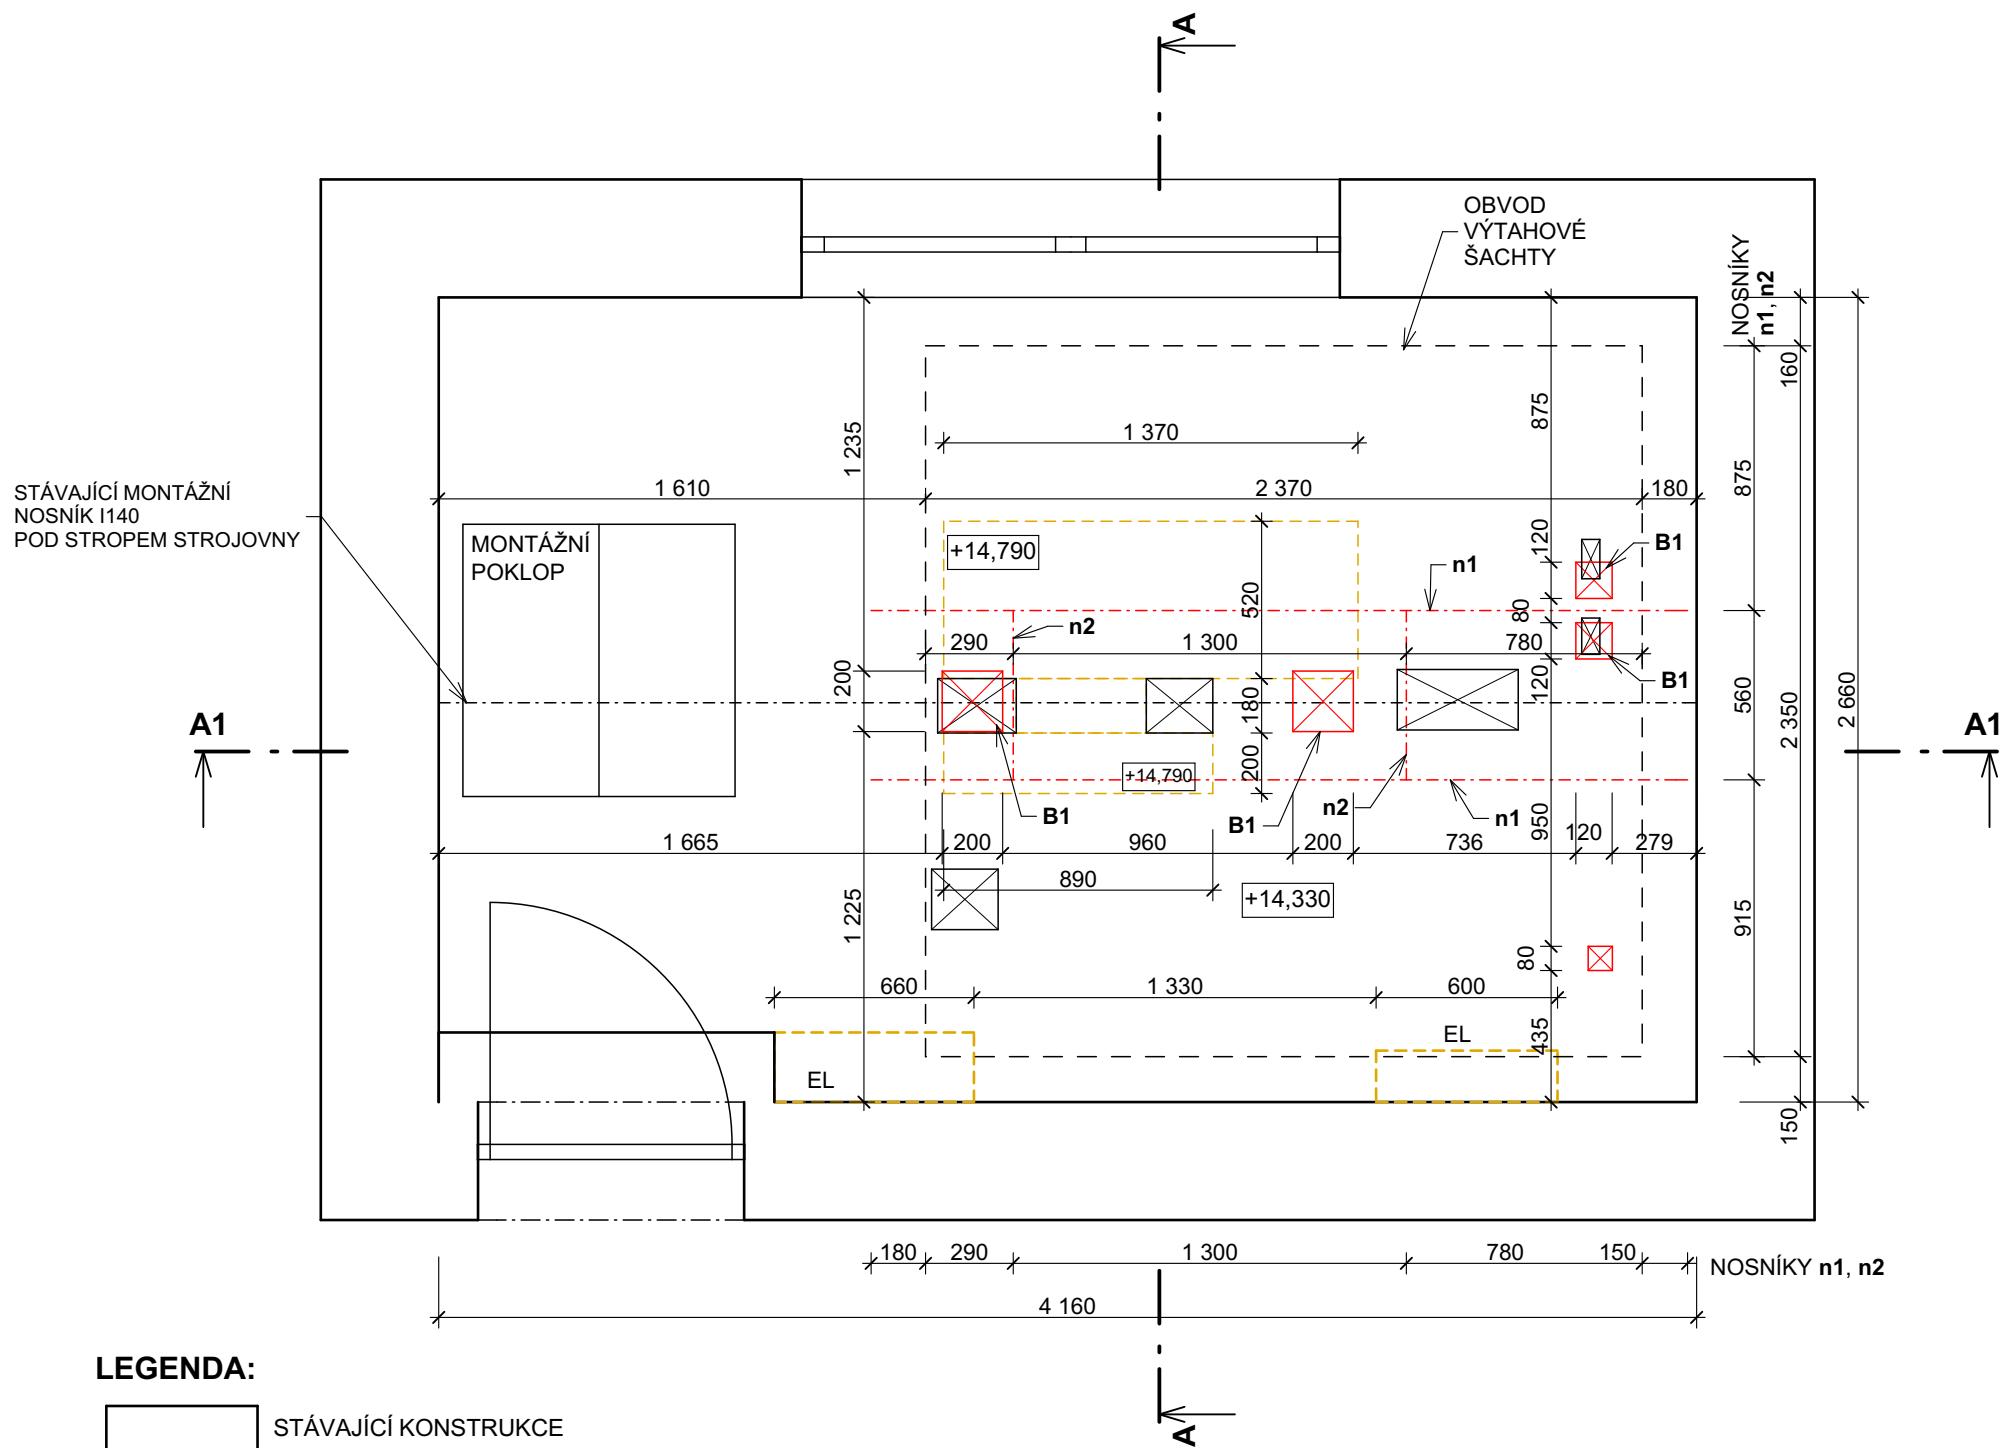 A
OBVOD
VÝTAHOVÉ
ŠACHTY
NOSNÍKY
n1, n2
160
875
1 235
1 370
875
STÁVAJÍCÍ MONTÁŽNÍ
NOSNÍK I140
POD STROPEM STROJOVNY
1 610
2 370
180
MONTÁŽNÍ
POKLOP
+14,790
120
B1
n1
520
80
n2
290
1 300
780
200
180
120
B1
560
2 350
2 660
A1
A1
+14,790
200
B1
B1
n2
n1
950
1 665
200
960
200
736
120
279
890
+14,330
1 225
915
80
660
1 330
600
EL
EL
435
150
180
290
1 300
780
150
NOSNÍKY n1, n2
4 160
LEGENDA:
STÁVAJÍCÍ KONSTRUKCE
A